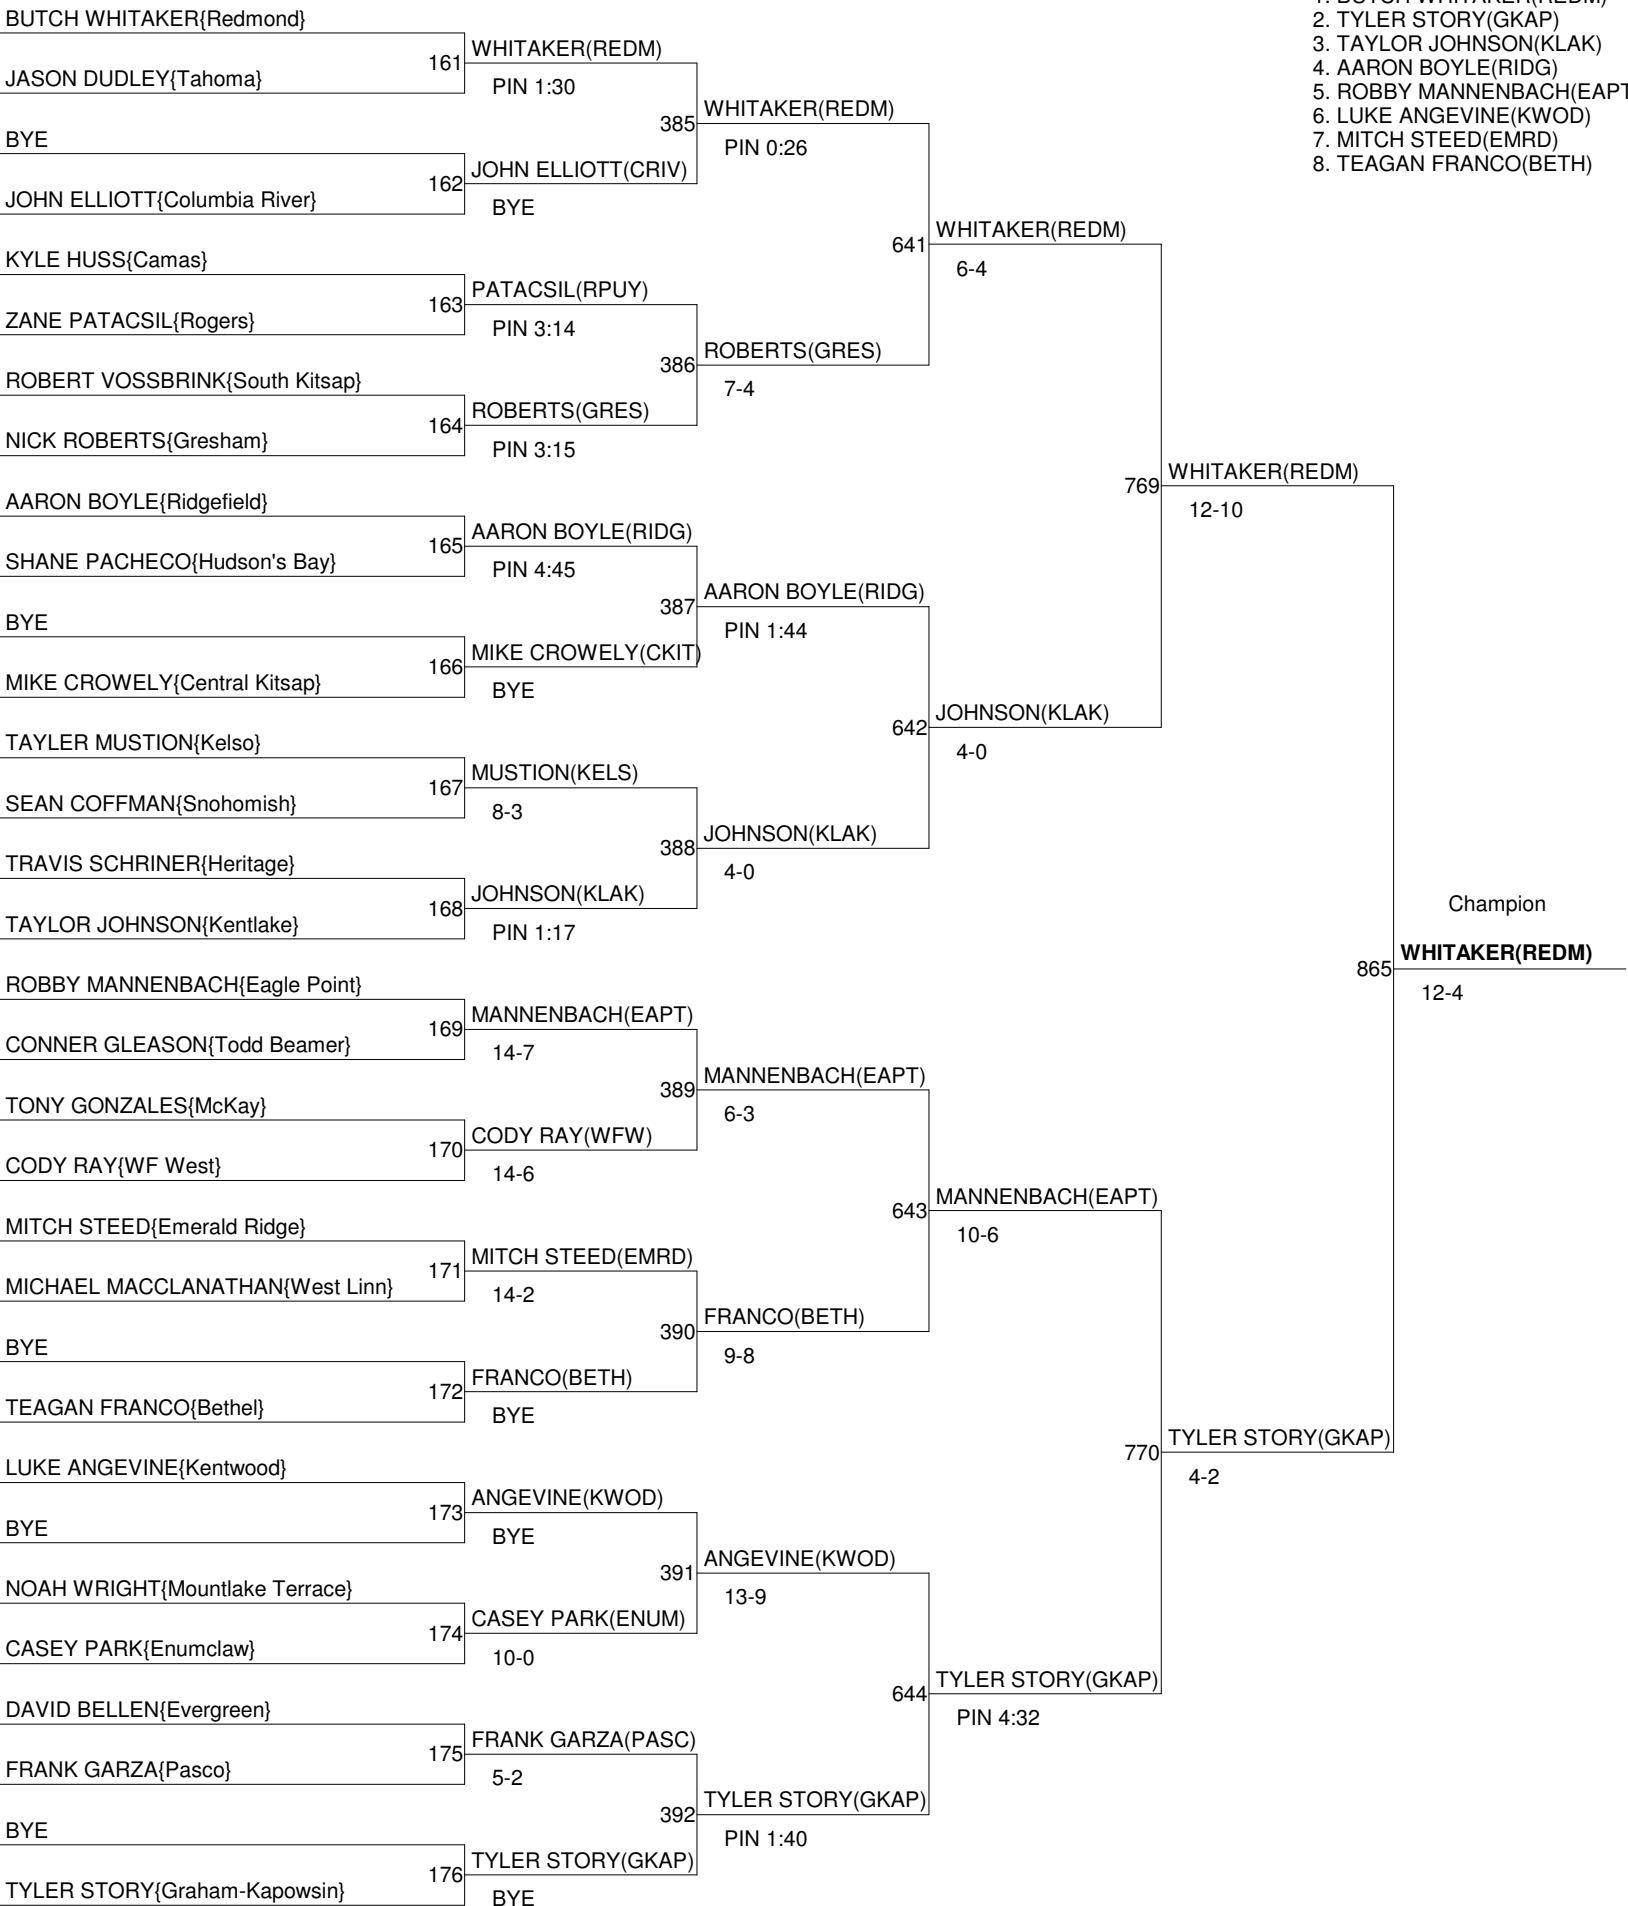 1. BUTCH WHITAKER(REDM)
2. TYLER STORY(GKAP)
3. TAYLOR JOHNSON(KLAK)
4. AARON BOYLE(RIDG)
5. ROBBY MANNENBACH(EAPT
6. LUKE ANGEVINE(KWOD)
7. MITCH STEED(EMRD)
8. TEAGAN FRANCO(BETH)
BUTCH WHITAKER{Redmond}
JASON DUDLEY{Tahoma}
BYE
JOHN ELLIOTT{Columbia River}
KYLE HUSS{Camas}
ZANE PATACSIL{Rogers}
ROBERT VOSSBRINK{South Kitsap}
NICK ROBERTS{Gresham}
AARON BOYLE{Ridgefield}
SHANE PACHECO{Hudson's Bay}
BYE
MIKE CROWELY{Central Kitsap}
TAYLER MUSTION{Kelso}
SEAN COFFMAN{Snohomish}
TRAVIS SCHRINER{Heritage}
TAYLOR JOHNSON{Kentlake}
ROBBY MANNENBACH{Eagle Point}
CONNER GLEASON{Todd Beamer}
TONY GONZALES{McKay}
CODY RAY{WF West}
MITCH STEED{Emerald Ridge}
MICHAEL MACCLANATHAN{West Linn}
BYE
TEAGAN FRANCO{Bethel}
LUKE ANGEVINE{Kentwood}
BYE
NOAH WRIGHT{Mountlake Terrace}
CASEY PARK{Enumclaw}
DAVID BELLEN{Evergreen}
FRANK GARZA{Pasco}
BYE
TYLER STORY{Graham-Kapowsin}
161 WHITAKER(REDM)
PIN 1:30
162 JOHN ELLIOTT(CRIV)
BYE
163 PATACSIL(RPUY)
PIN 3:14
164 ROBERTS(GRES)
PIN 3:15
165 AARON BOYLE(RIDG)
PIN 4:45
166 MIKE CROWELY(CKIT)
BYE
167 MUSTION(KELS)
8-3
168 JOHNSON(KLAK)
PIN 1:17
169 MANNENBACH(EAPT)
14-7
170 CODY RAY(WFW)
14-6
171 MITCH STEED(EMRD)
14-2
172 FRANCO(BETH)
BYE
173 ANGEVINE(KWOD)
BYE
174 CASEY PARK(ENUM)
10-0
175 FRANK GARZA(PASC)
5-2
176 TYLER STORY(GKAP)
BYE
385 WHITAKER(REDM)
PIN 0:26
386 ROBERTS(GRES)
7-4
387 AARON BOYLE(RIDG)
PIN 1:44
388 JOHNSON(KLAK)
4-0
389 MANNENBACH(EAPT)
6-3
390 FRANCO(BETH)
9-8
391 ANGEVINE(KWOD)
13-9
392 TYLER STORY(GKAP)
PIN 1:40
641 WHITAKER(REDM)
6-4
642 JOHNSON(KLAK)
4-0
643 MANNENBACH(EAPT)
10-6
644 TYLER STORY(GKAP)
PIN 4:32
769 WHITAKER(REDM)
12-10
770 TYLER STORY(GKAP)
4-2
Champion
865 WHITAKER(REDM)
12-4